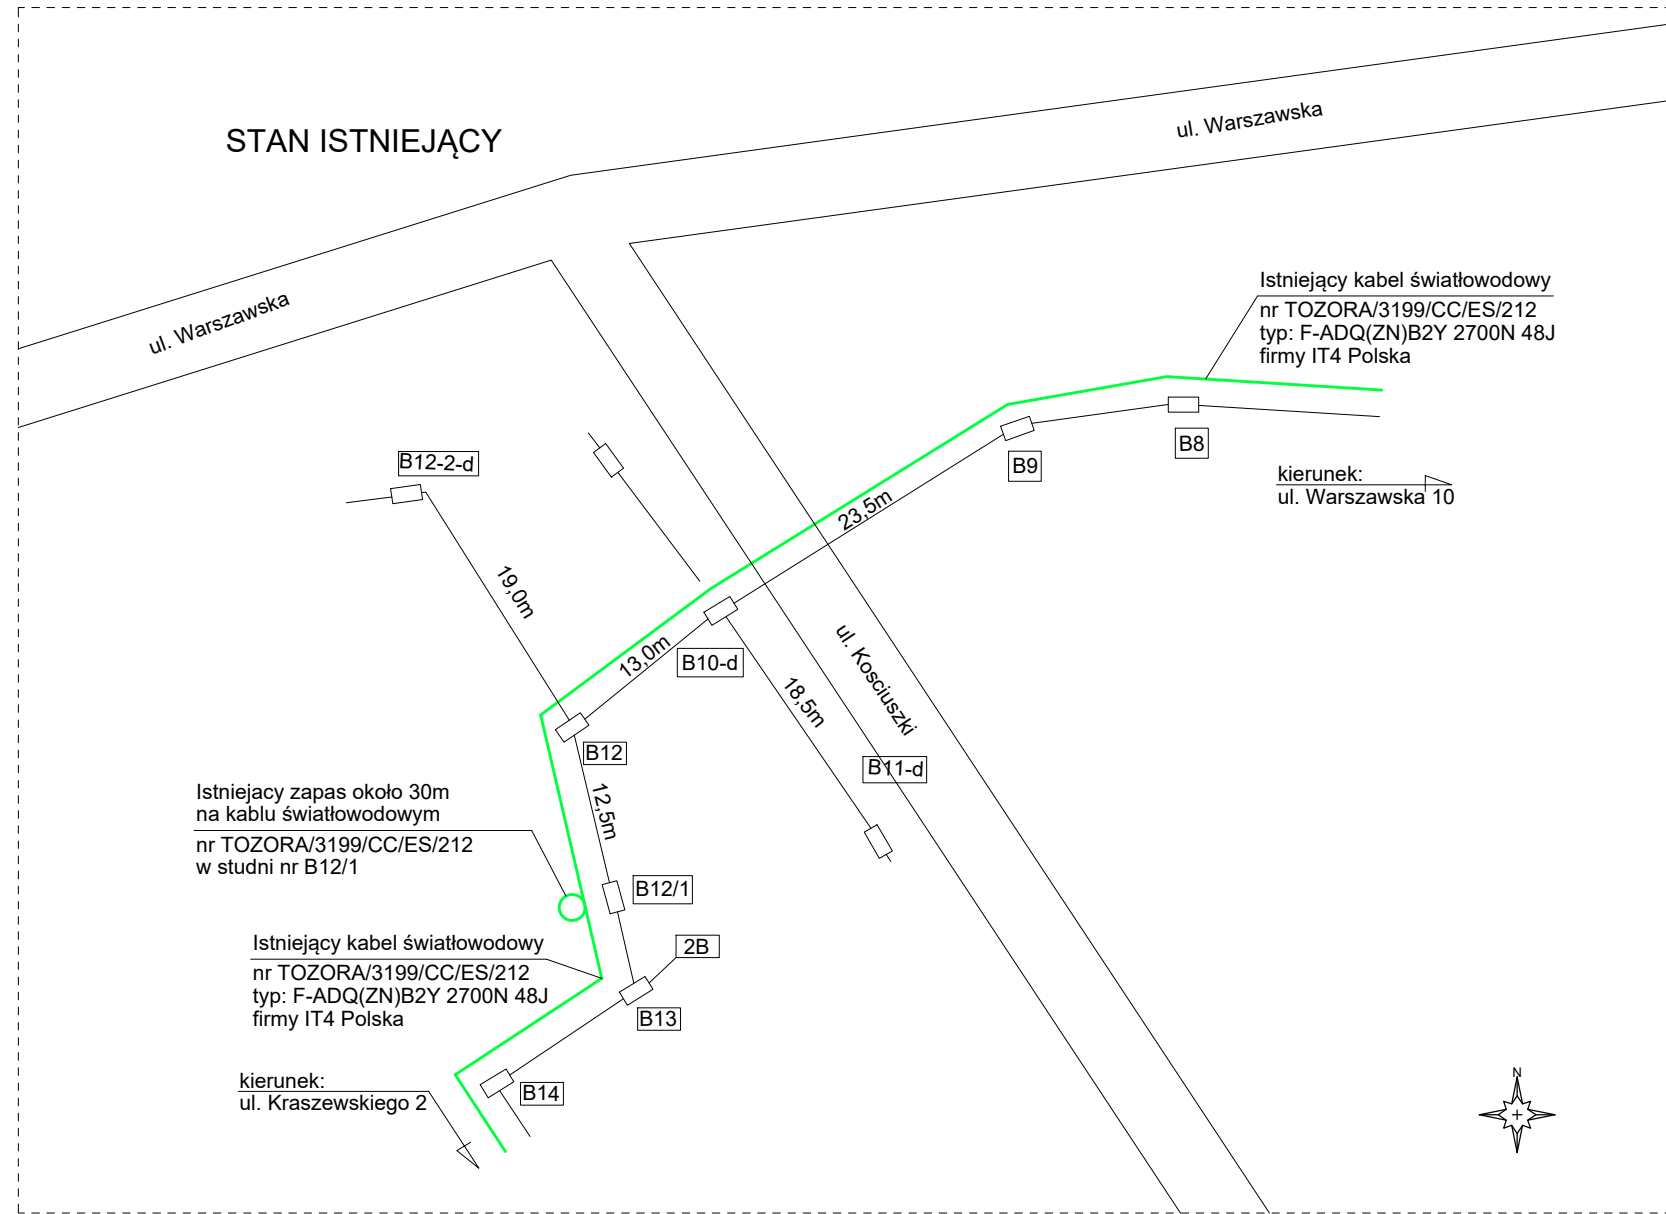 STAN ISTNIEJĄCY
ul. Warszawska
ul. Warszawska
Istniejący kabel światłowodowy
nr TOZORA/3199/CC/ES/212
typ: F-ADQ(ZN)B2Y 2700N 48J
firmy IT4 Polska
B12-2-d
B9
B8
kierunek:
ul. Warszawska 10
23,5m
19,0m
13,0m
B10-d
18,5m
ul. Kosciuszki
B12
B11-d
12,5m
Istniejacy zapas około 30m
na kablu światłowodowym
nr TOZORA/3199/CC/ES/212
w studni nr B12/1
B12/1
2B
Istniejący kabel światłowodowy
nr TOZORA/3199/CC/ES/212
typ: F-ADQ(ZN)B2Y 2700N 48J
firmy IT4 Polska
B13
kierunek:
ul. Kraszewskiego 2
B14
N